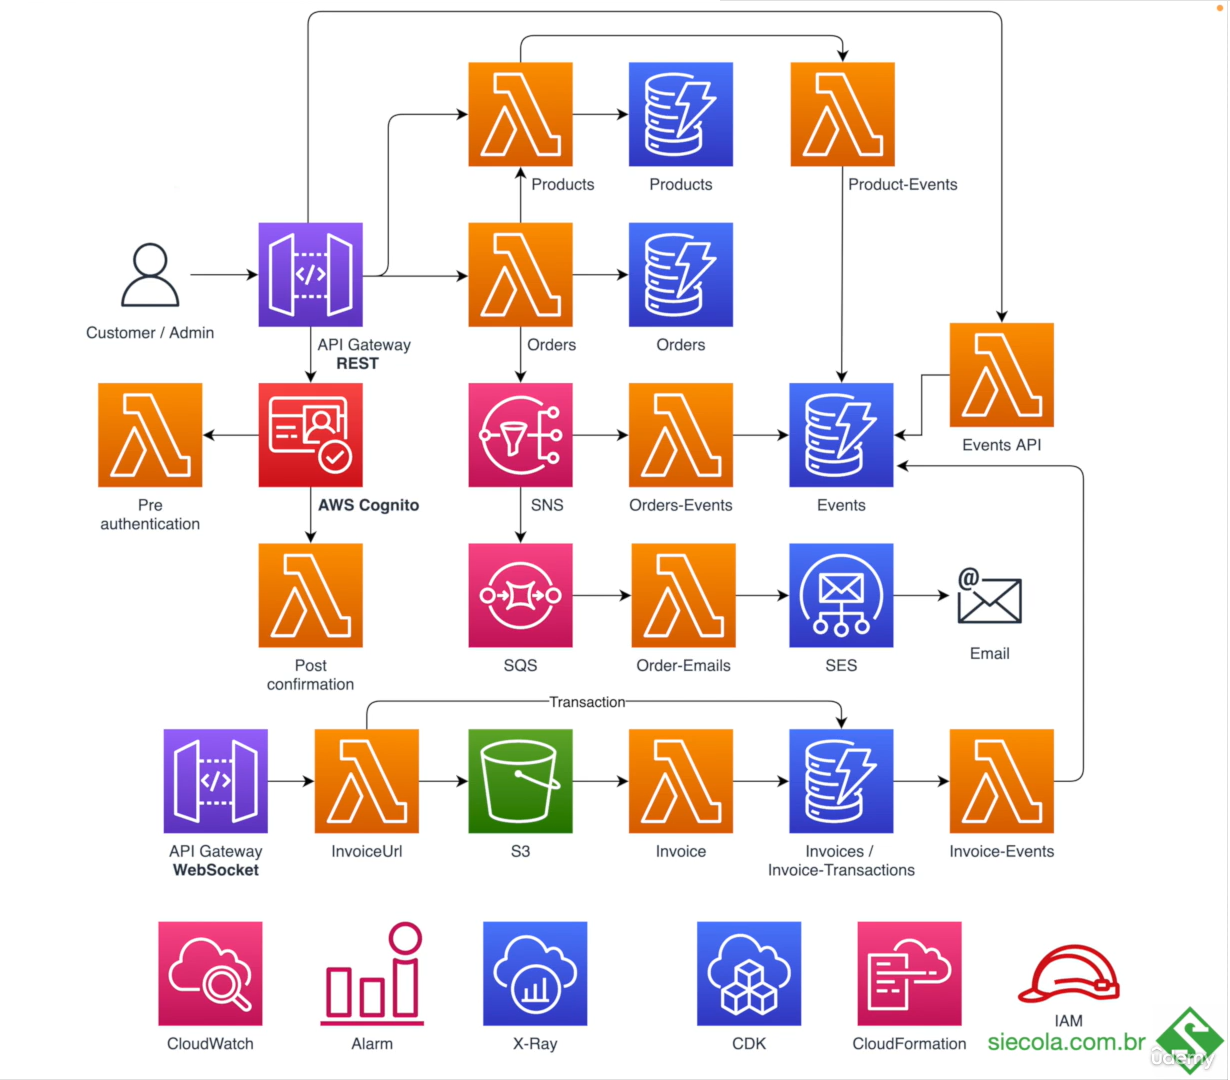 Products
Products
Product-Events
Customer / Admin
API Gateway
REST
Orders
Orders
Events API
Pre
authentication
AWS Cognito
SNS
Orders-Events
Events
Post
confirmation
SQS
Order-Emails
SES
@
Email
Transaction
API Gateway
WebSocket
InvoiceUrl
S3
Invoice
Invoices /
Invoice-Transactions
Invoice-Events
CloudWatch
Alarm
X-Ray
CDK
CloudFormation
IAM
siecola.com.br
ûdemy